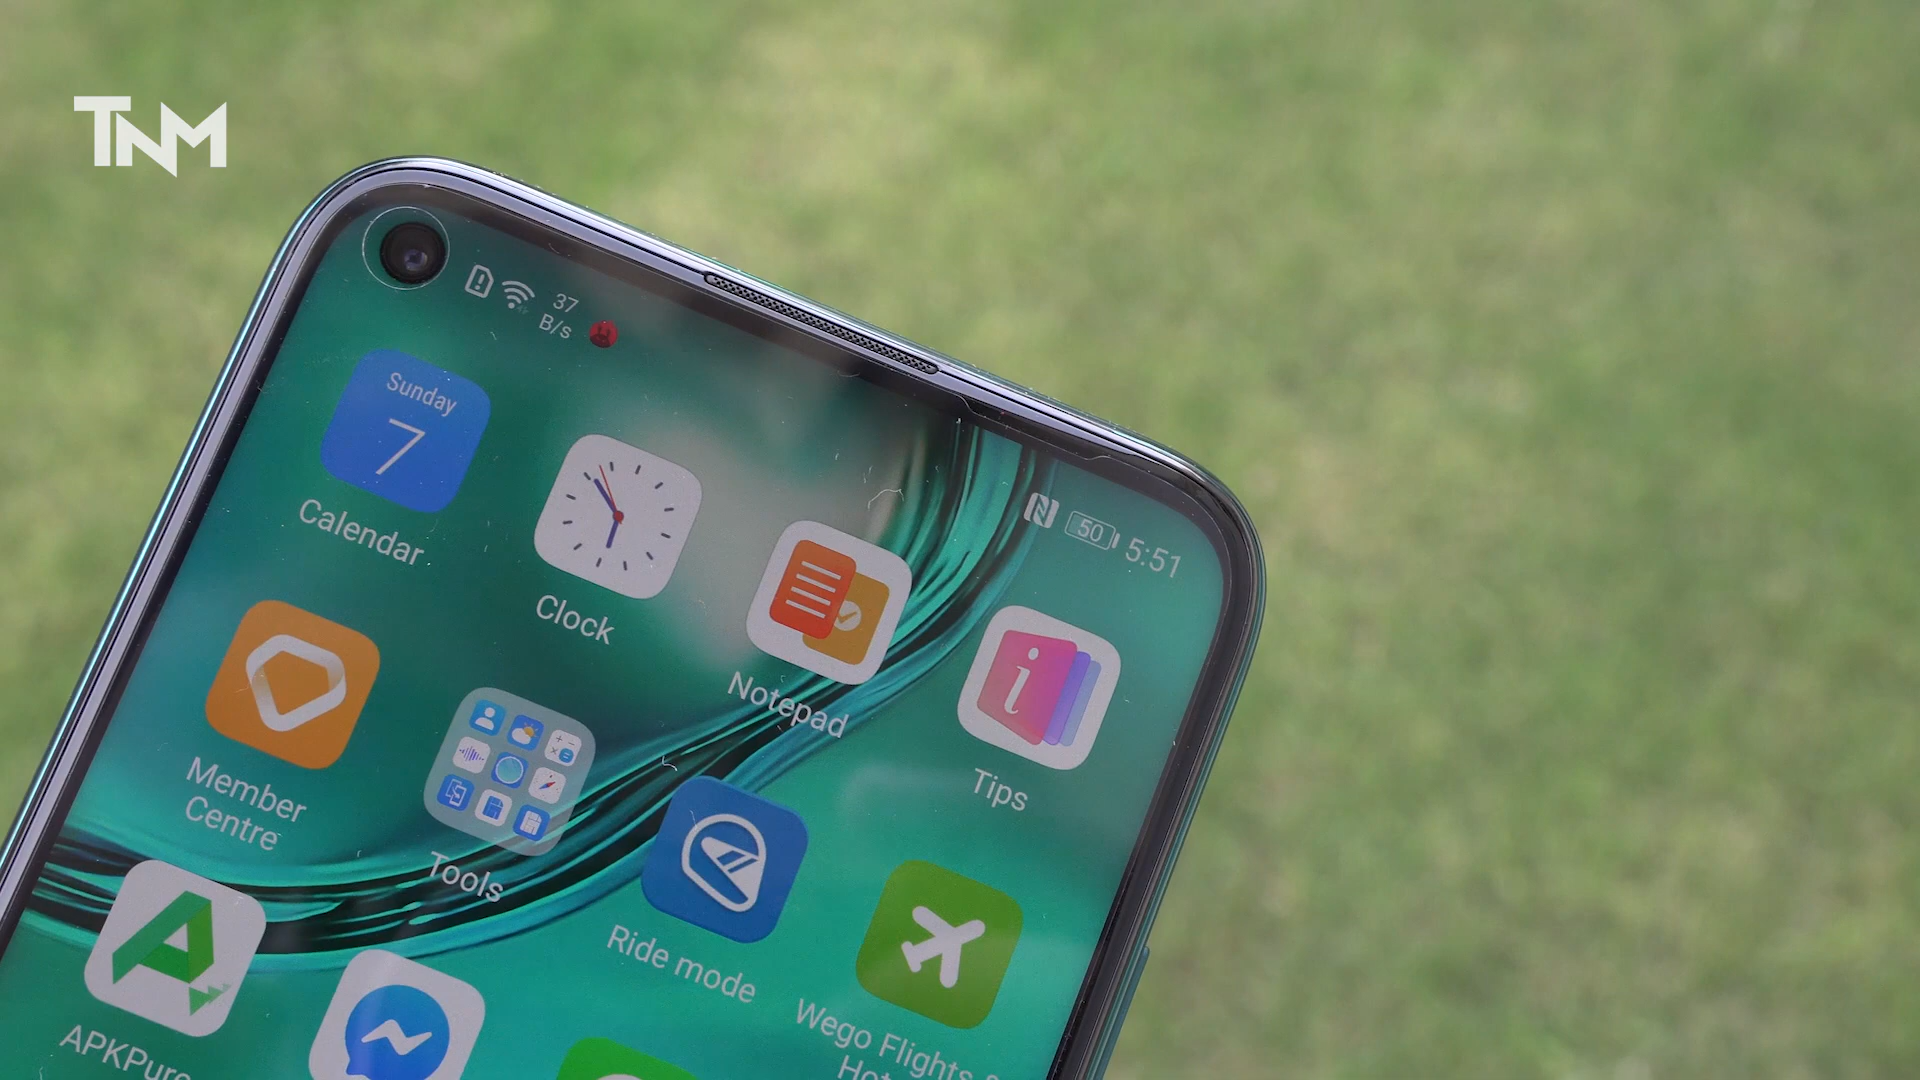 TNM
37
B/s
50
5:51
Sunday
7
Calendar
Clock
Notepad
Tips
Member
Centre
Tools
Ride mode
Wego Flights &
APKPure